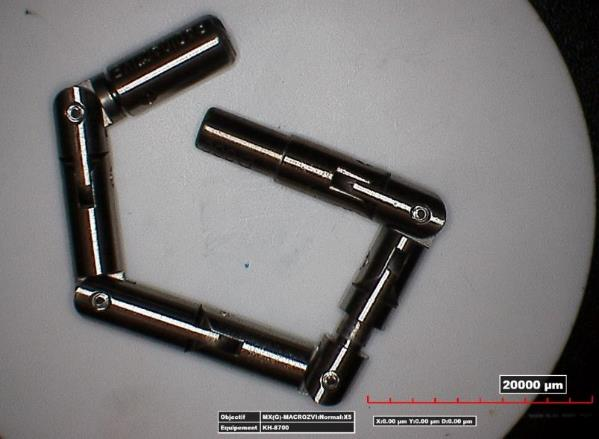 20000 µm
X:0.00 µm Y:0.00 µm D:0.00 µm
Objectif MX(G)-MACROZVI:Normal:X5
Equipement KH-8700